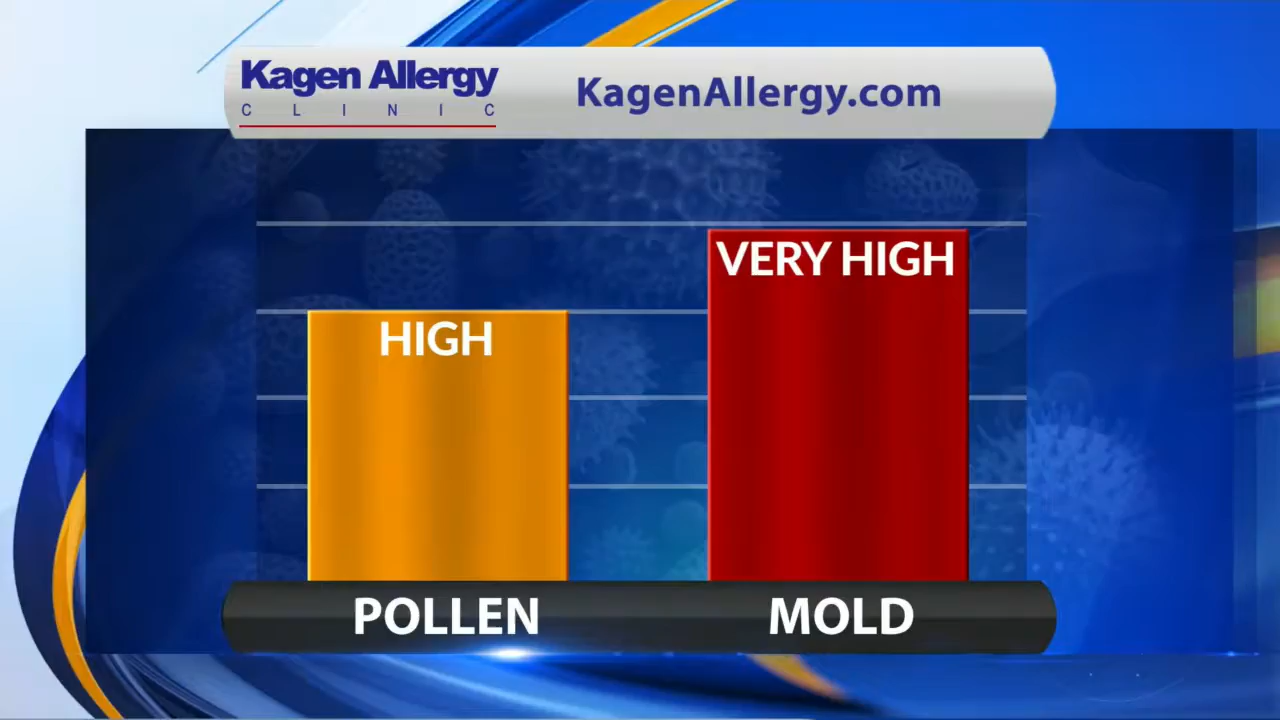 Kagen Allergy
CLINIC
KagenAllergy.com
VERY HIGH
HIGH
POLLEN
MOLD